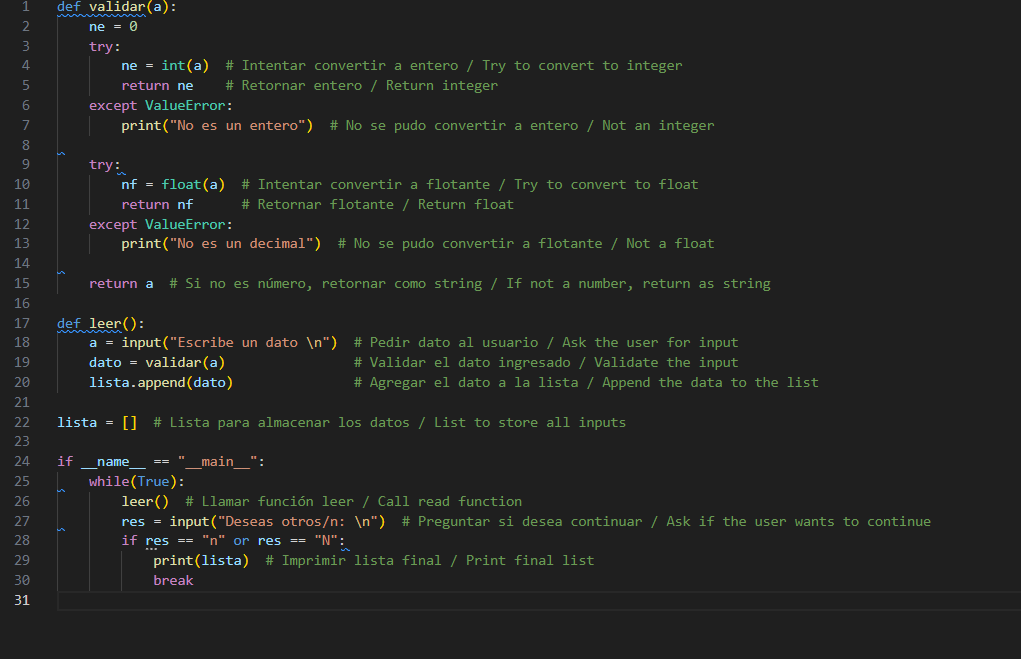 1 def validar(a):
2     ne = 0
3     try:
4         ne = int(a)  # Intentar convertir a entero / Try to convert to integer
5         return ne    # Retornar entero / Return integer
6     except ValueError:
7         print("No es un entero")  # No se pudo convertir a entero / Not an integer
8
9     try:
10         nf = float(a)  # Intentar convertir a flotante / Try to convert to float
11         return nf      # Retornar flotante / Return float
12     except ValueError:
13         print("No es un decimal")  # No se pudo convertir a flotante / Not a float
14
15     return a  # Si no es número, retornar como string / If not a number, return as string
16
17 def leer():
18     a = input("Escribe un dato \n")  # Pedir dato al usuario / Ask the user for input
19     dato = validar(a)                # Validar el dato ingresado / Validate the input
20     lista.append(dato)               # Agregar el dato a la lista / Append the data to the list
21
22 lista = []  # Lista para almacenar los datos / List to store all inputs
23
24 if __name__ == "__main__":
25     while(True):
26         leer()  # Llamar función leer / Call read function
27         res = input("Deseas otros/n: \n")  # Preguntar si desea continuar / Ask if the user wants to continue
28         if res == "n" or res == "N":
29             print(lista)  # Imprimir lista final / Print final list
30             break
31